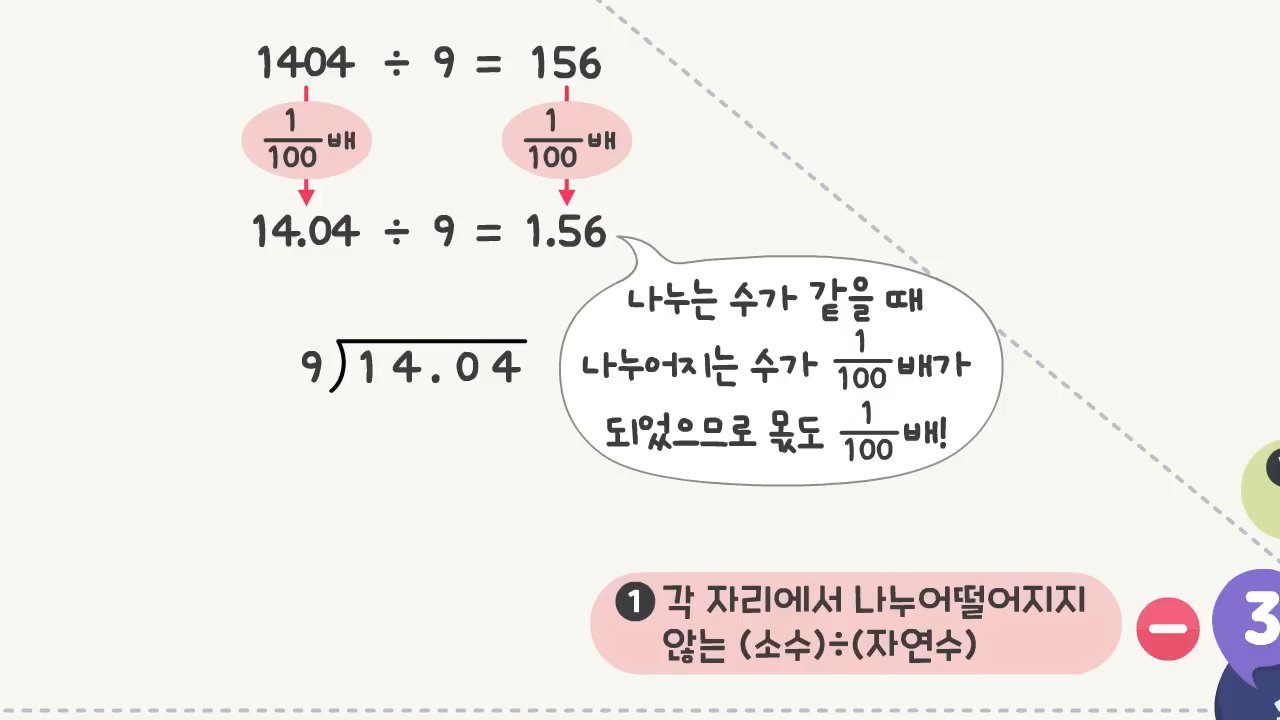 1404 ÷ 9 = 156
1/100 배 1/100 배
14.04 ÷ 9 = 1.56
나누는 수가 같을 때
나누어지는 수가 1/100 배가
되었으므로 몫도 1/100 배!
9)14.04
1 각 자리에서 나누어떨어지지
않는 (소수)÷(자연수)
3